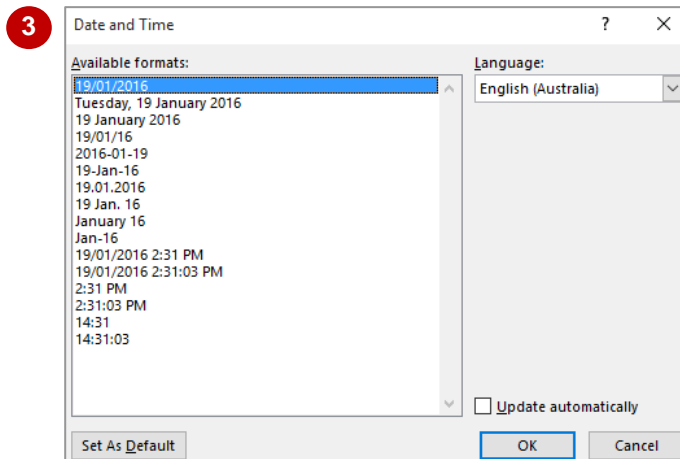 3
Date and Time ? ×
Available formats:
Language:
19/01/2016
English (Australia)
Tuesday, 19 January 2016
19 January 2016
19/01/16
2016-01-19
19-Jan-16
19.01.2016
19 Jan. 16
January 16
Jan-16
19/01/2016 2:31 PM
19/01/2016 2:31:03 PM
2:31 PM
2:31:03 PM
14:31
14:31:03
Update automatically
Set As Default
OK
Cancel